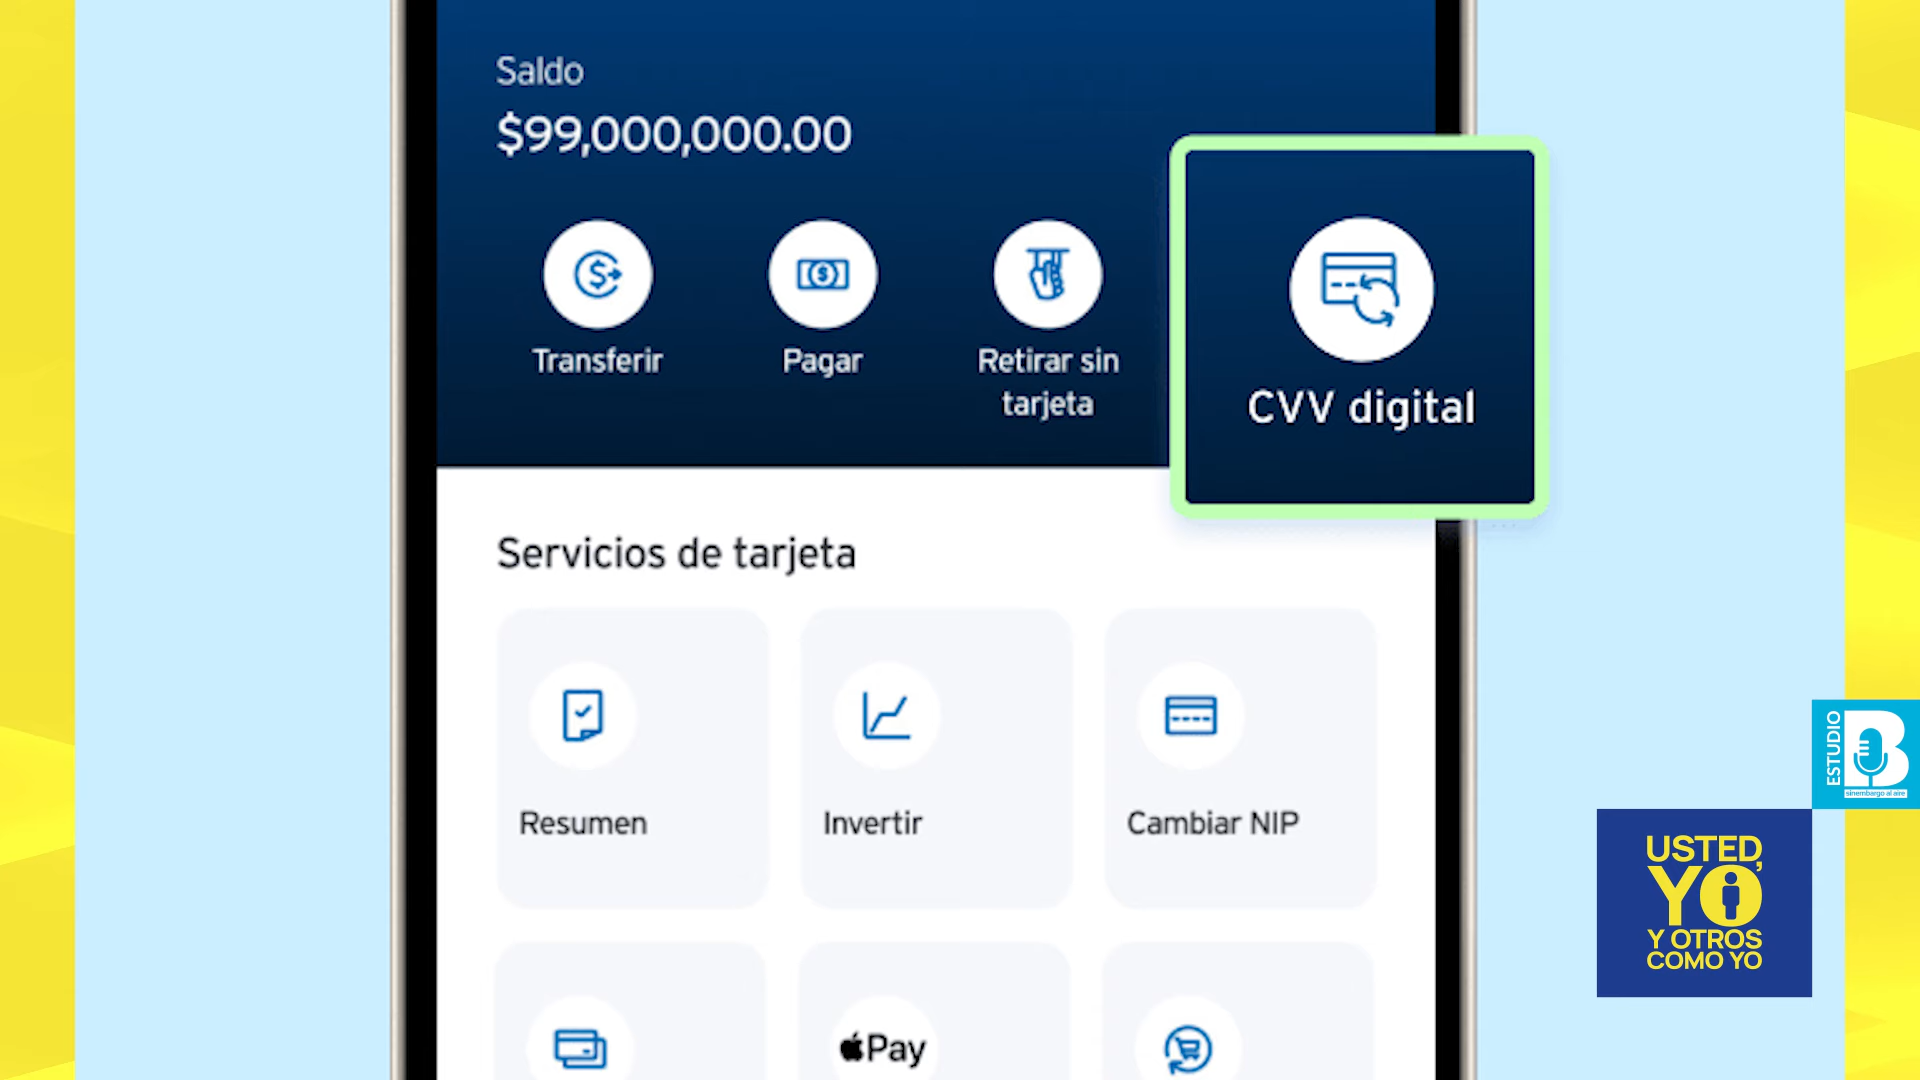 Saldo
$99,000,000.00
Transferir
Pagar
Retirar sin
tarjeta
CVV digital
Servicios de tarjeta
Resumen
Invertir
Cambiar NIP
Pay
ESTUDIO
B
sinembargo al aire
USTED,
YO
Y OTROS
COMO YO